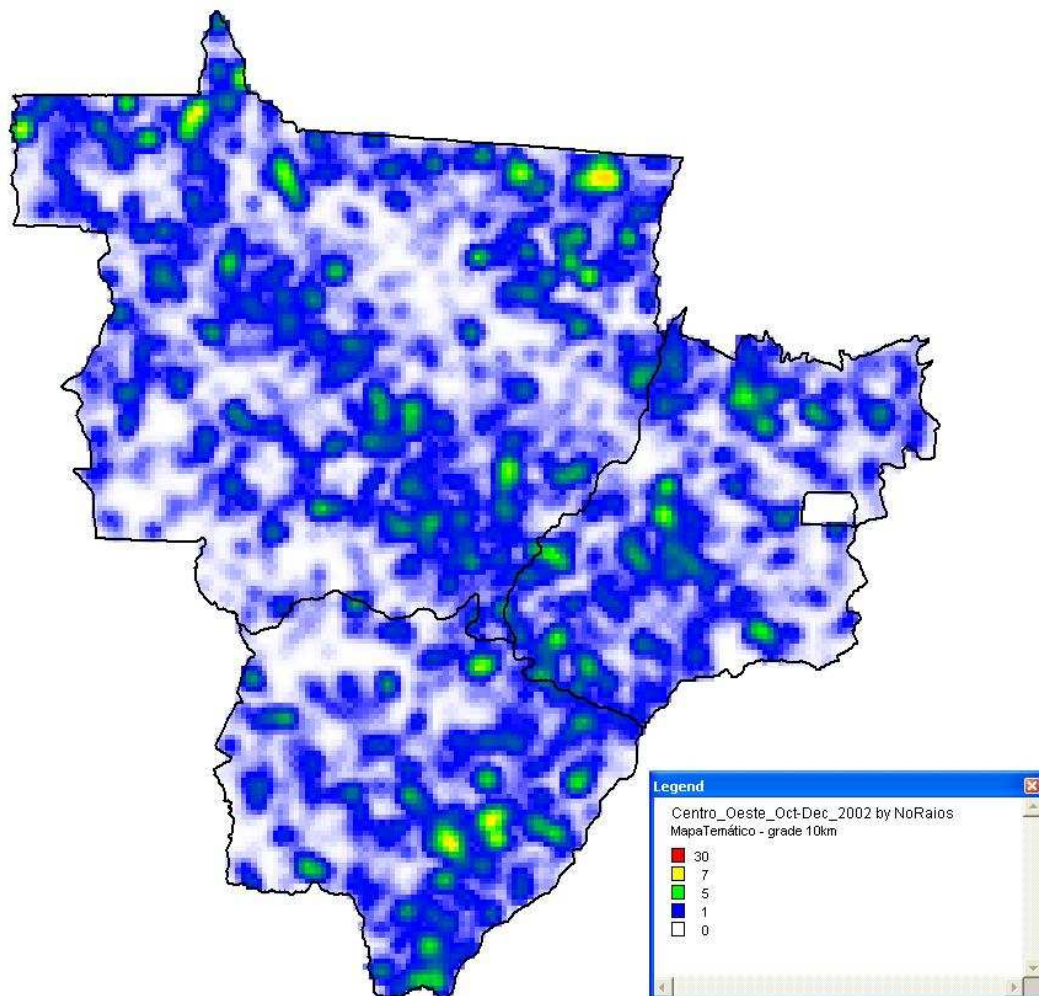 Legend
Centro_Oeste_Oct-Dec_2002 by NoRaios
MapaTemático - grade 10km
30
7
5
1
0